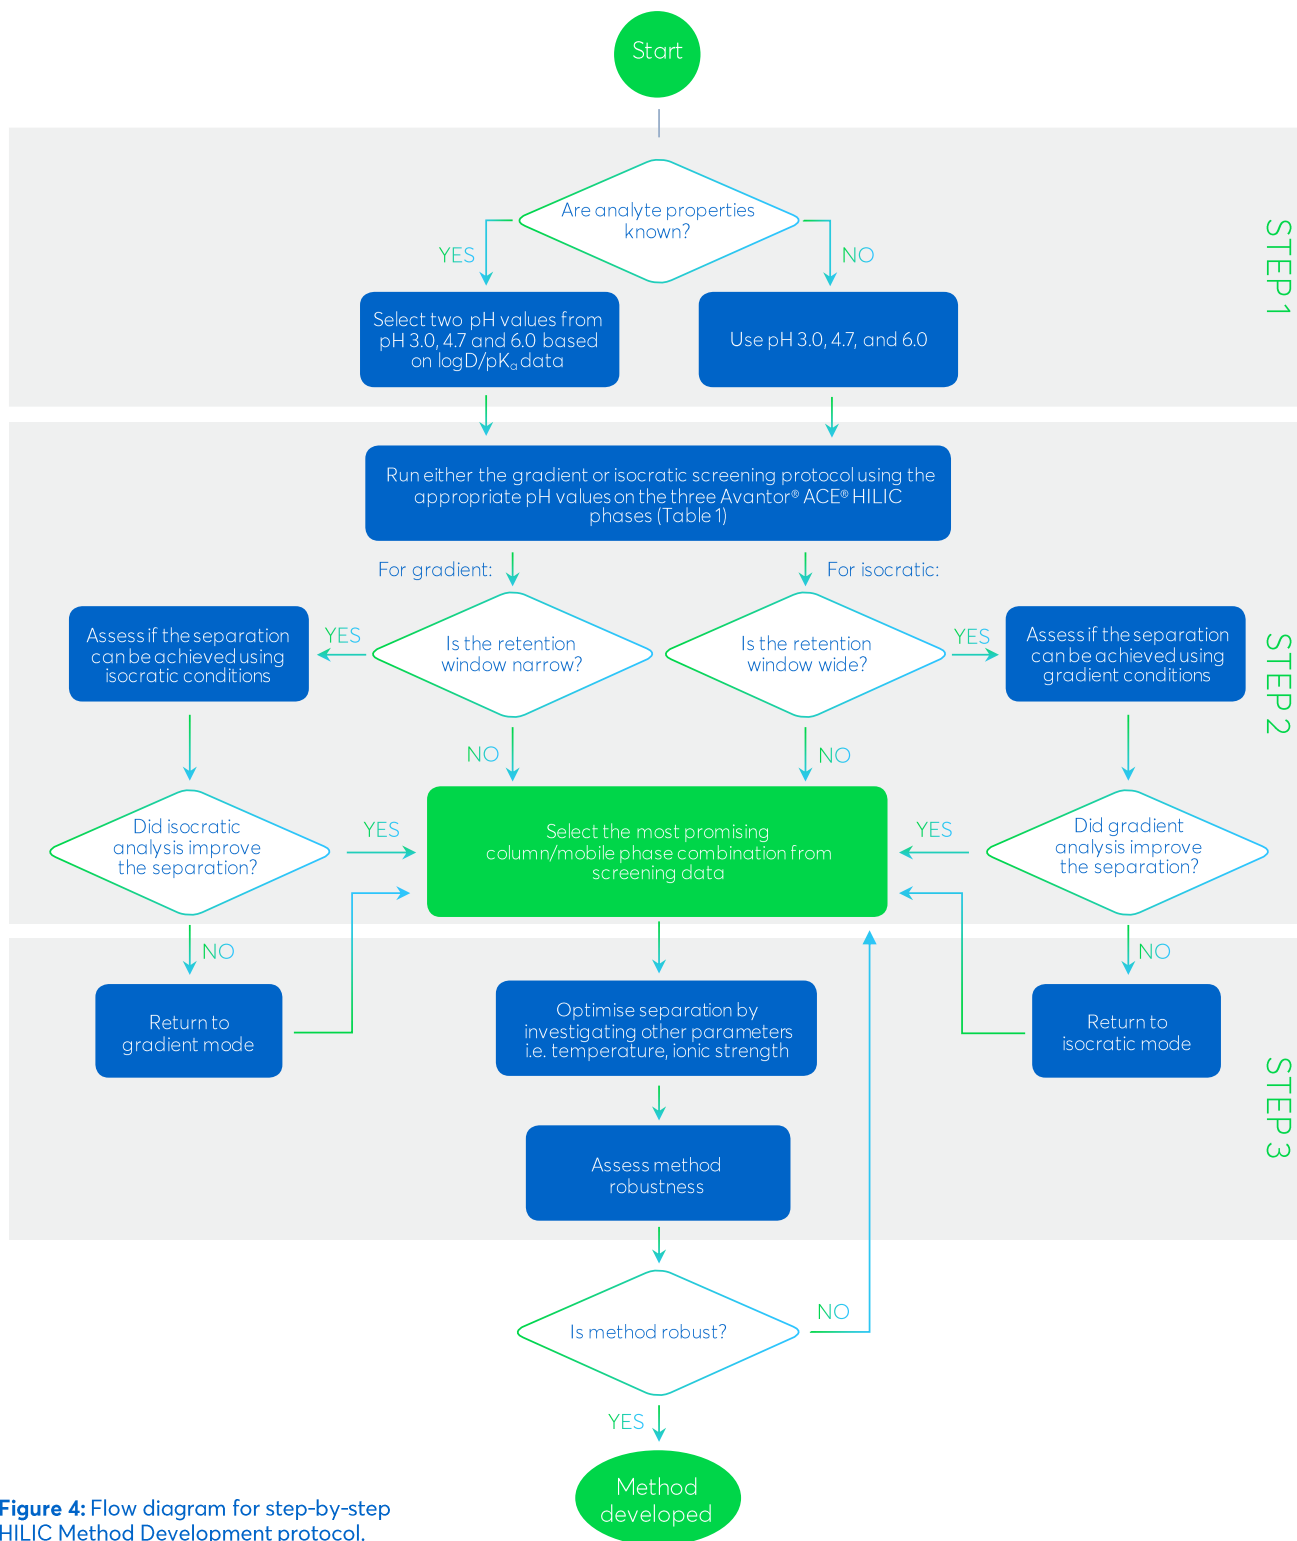 Start
Are analyte properties
known?
YES
NO
STEP 1
Select two pH values from
pH 3.0, 4.7 and 6.0 based
on logD/pKa data
Use pH 3.0, 4.7, and 6.0
Run either the gradient or isocratic screening protocol using the
appropriate pH values on the three Avantor® ACE® HILIC
phases (Table 1)
For gradient:
For isocratic:
Assess if the separation
can be achieved using
isocratic conditions
YES
Is the retention
window narrow?
Is the retention
window wide?
YES
Assess if the separation
can be achieved using
gradient conditions
STEP 2
NO
NO
Did isocratic
analysis improve
the separation?
YES
Select the most promising
column/mobile phase combination from
screening data
YES
Did gradient
analysis improve
the separation?
NO
NO
Return to
gradient mode
Optimise separation by
investigating other parameters
i.e. temperature, ionic strength
Return to
isocratic mode
STEP 3
Assess method
robustness
Is method robust?
NO
YES
Method
developed
Figure 4: Flow diagram for step-by-step
HILIC Method Development protocol.